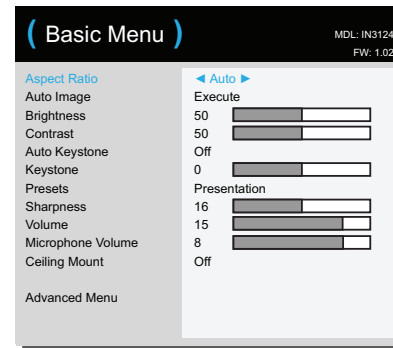 ( Basic Menu )
MDL: IN3124
FW: 1.02
Aspect Ratio ◄ Auto ►
Auto Image Execute
Brightness 50
Contrast 50
Auto Keystone Off
Keystone 0
Presets Presentation
Sharpness 16
Volume 15
Microphone Volume 8
Ceiling Mount Off
Advanced Menu